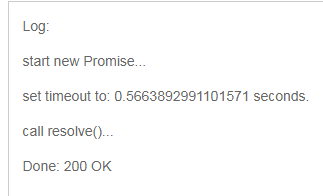 Log:
start new Promise...
set timeout to: 0.5663892991101571 seconds.
call resolve()...
Done: 200 OK